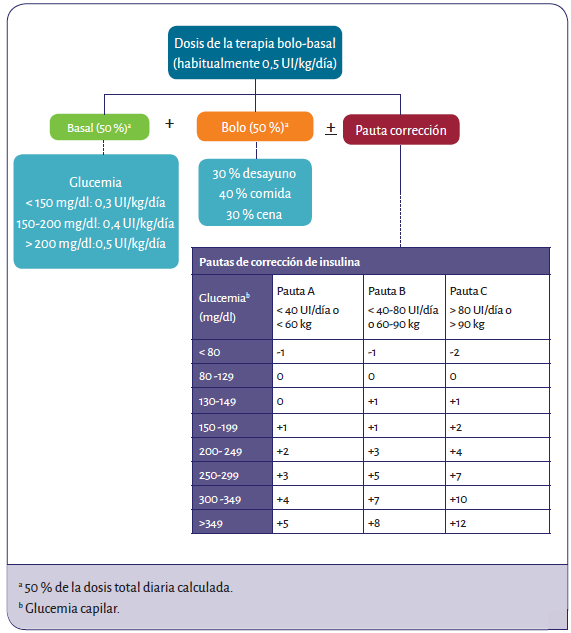 Dosis de la terapia bolo-basal
(habitualmente 0,5 UI/kg/día)
Basal (50 %)ª
+
Bolo (50 %)ª
±
Pauta corrección
Glucemia
< 150 mg/dl: 0,3 UI/kg/día
150-200 mg/dl: 0,4 UI/kg/día
> 200 mg/dl:0,5 UI/kg/día
30 % desayuno
40 % comida
30 % cena
Pautas de corrección de insulina
Glucemiaᵇ
(mg/dl)
Pauta A
< 40 UI/día o
< 60 kg
Pauta B
< 40-80 UI/día
o 60-90 kg
Pauta C
> 80 UI/día o
> 90 kg
< 80 -1 -1 -2
80 -129 0 0 0
130-149 0 +1 +1
150 -199 +1 +1 +2
200- 249 +2 +3 +4
250-299 +3 +5 +7
300 -349 +4 +7 +10
>349 +5 +8 +12
ª 50 % de la dosis total diaria calculada.
ᵇ Glucemia capilar.